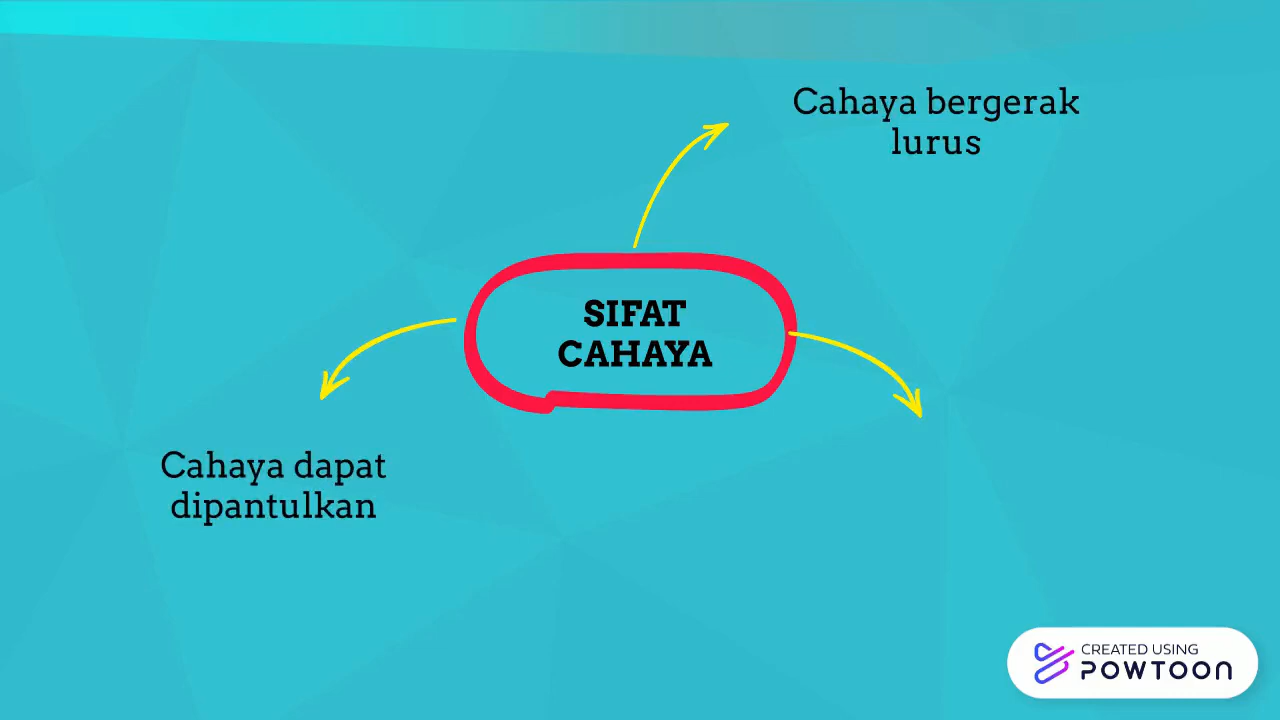 Cahaya bergerak
lurus
SIFAT
CAHAYA
Cahaya dapat
dipantulkan
CREATED USING
POWTOON